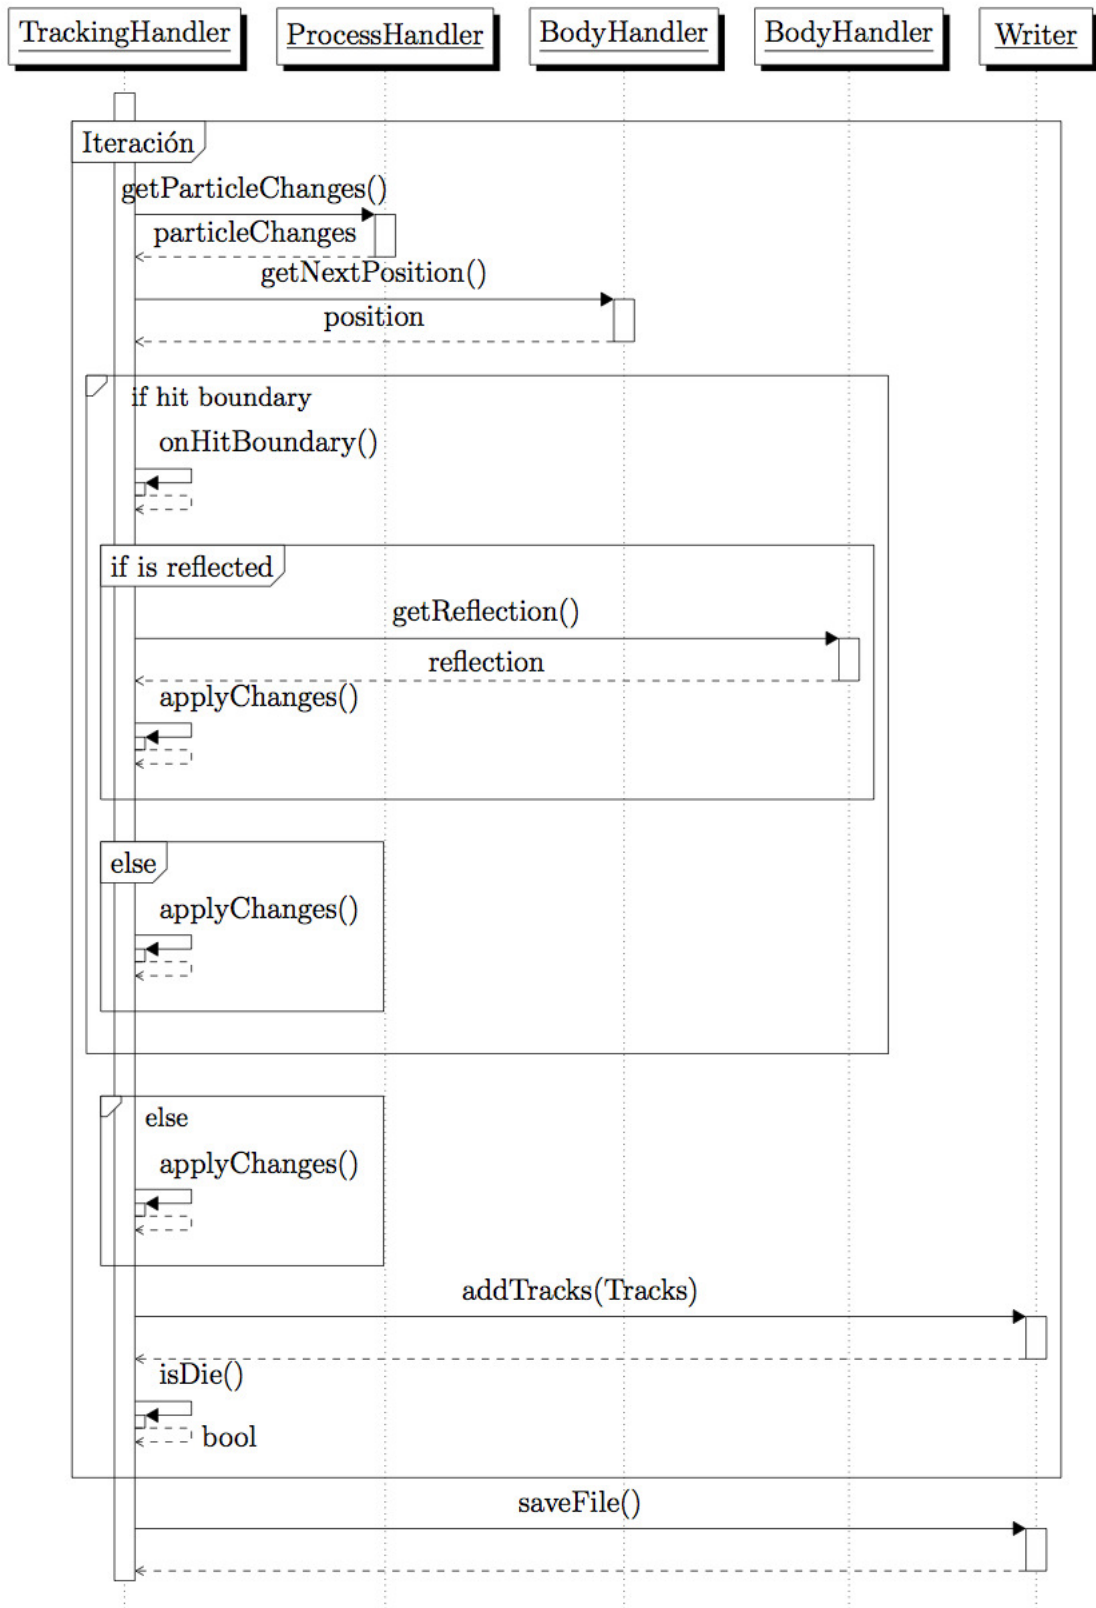 TrackingHandler
ProcessHandler
BodyHandler
BodyHandler
Writer
Iteración
getParticleChanges()
particleChanges
getNextPosition()
position
if hit boundary
onHitBoundary()
if is reflected
getReflection()
reflection
applyChanges()
else
applyChanges()
else
applyChanges()
addTracks(Tracks)
isDie()
bool
saveFile()